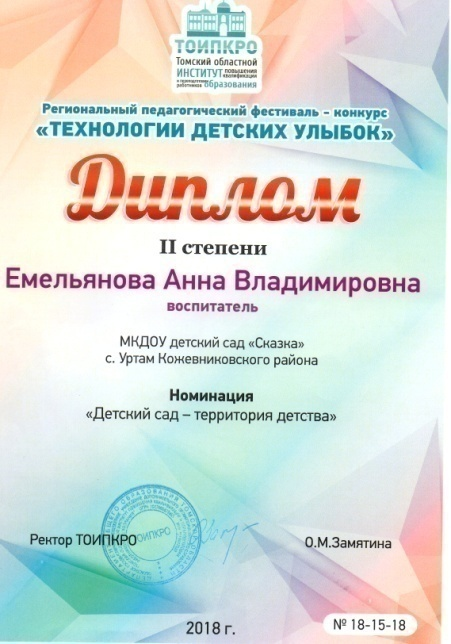 ТОИПКРО
Томский областной
ИНСТИТУТ повышения квалификации
и переподготовки работников образования
Региональный педагогический фестиваль – конкурс
«ТЕХНОЛОГИИ ДЕТСКИХ УЛЫБОК»
Диплом
II степени
Емельянова Анна Владимировна
воспитатель
МКДОУ детский сад «Сказка»
с. Уртам Кожевниковского района
Номинация
«Детский сад – территория детства»
ТОИПКРО
Ректор ТОИПКРО
О.М.Замятина
2018 г.
№ 18-15-18